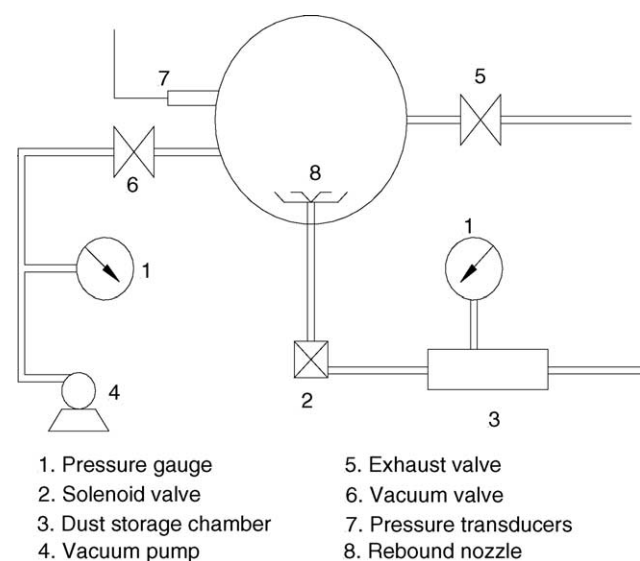 7
5
6
8
1
1
4
2
3
1. Pressure gauge
2. Solenoid valve
3. Dust storage chamber
4. Vacuum pump
5. Exhaust valve
6. Vacuum valve
7. Pressure transducers
8. Rebound nozzle